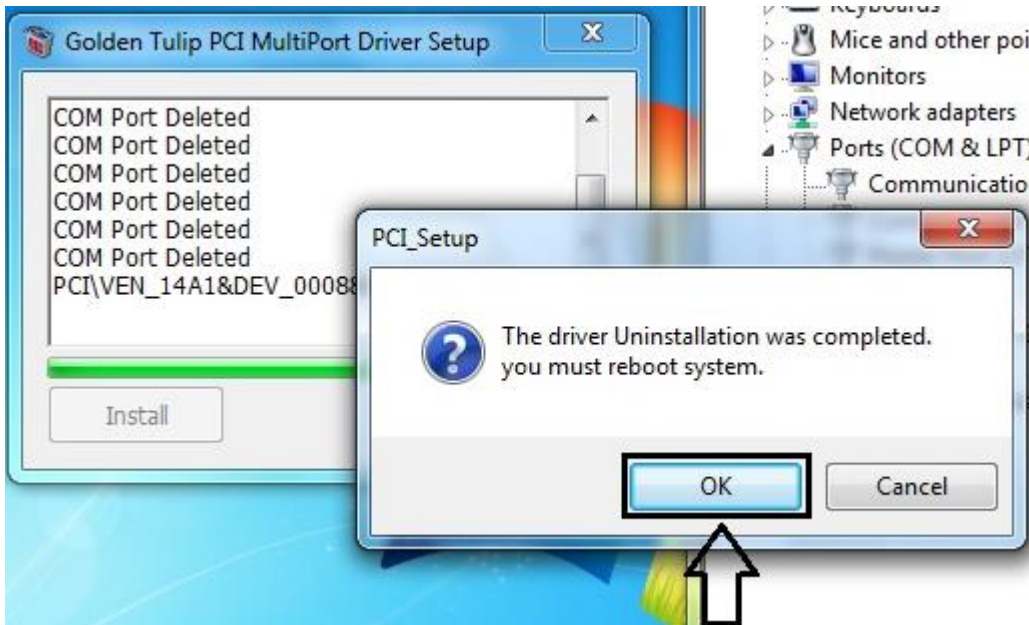 Golden Tulip PCI MultiPort Driver Setup
COM Port Deleted
COM Port Deleted
COM Port Deleted
COM Port Deleted
COM Port Deleted
COM Port Deleted
PCI\VEN_14A1&DEV_0008
Install
Mice and other poi
Monitors
Network adapters
Ports (COM & LPT)
Communicatio
PCI_Setup
The driver Uninstallation was completed.
you must reboot system.
OK
Cancel